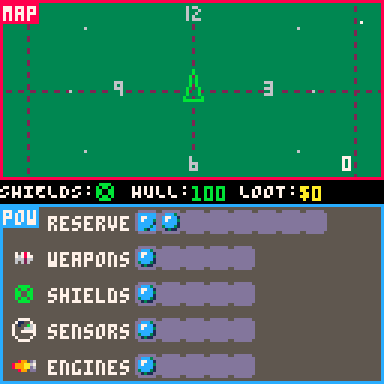 MAP 12
9 3
6 0
SHIELDS: HULL:100 LOOT:$0
POW RESERVE
WEAPONS
SHIELDS
SENSORS
ENGINES